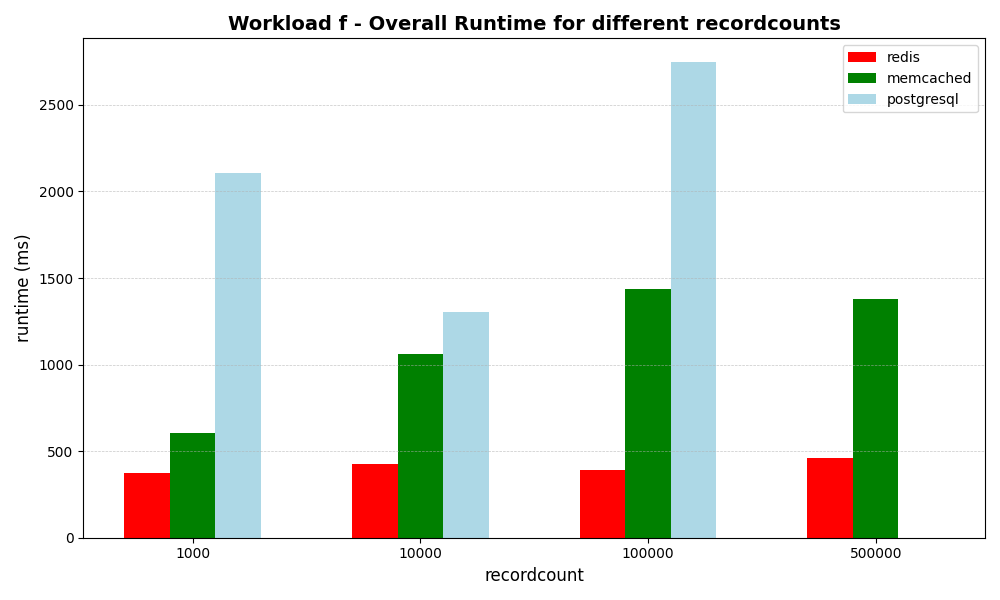 Workload f - Overall Runtime for different recordcounts
redis
memcached
postgresql
2500
2000
1500
1000
500
0
runtime (ms)
1000
10000
100000
500000
recordcount